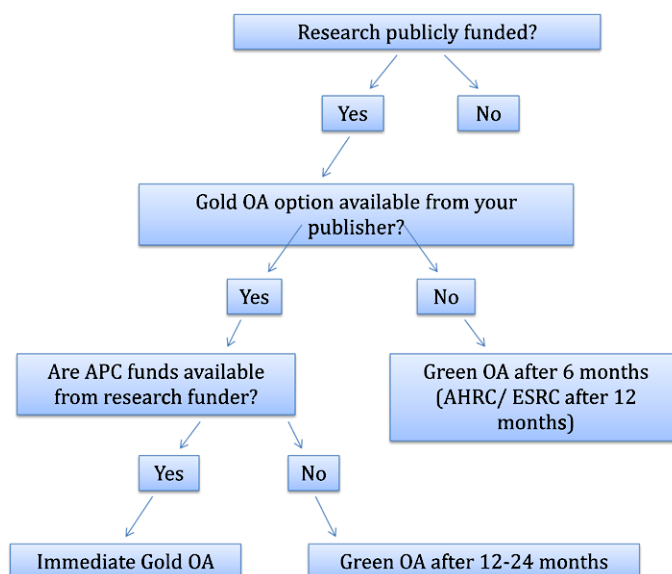 Research publicly funded?
Yes
No
Gold OA option available from your
publisher?
Yes
No
Are APC funds available
from research funder?
Green OA after 6 months
(AHRC/ ESRC after 12
months)
Yes
No
Immediate Gold OA
Green OA after 12-24 months